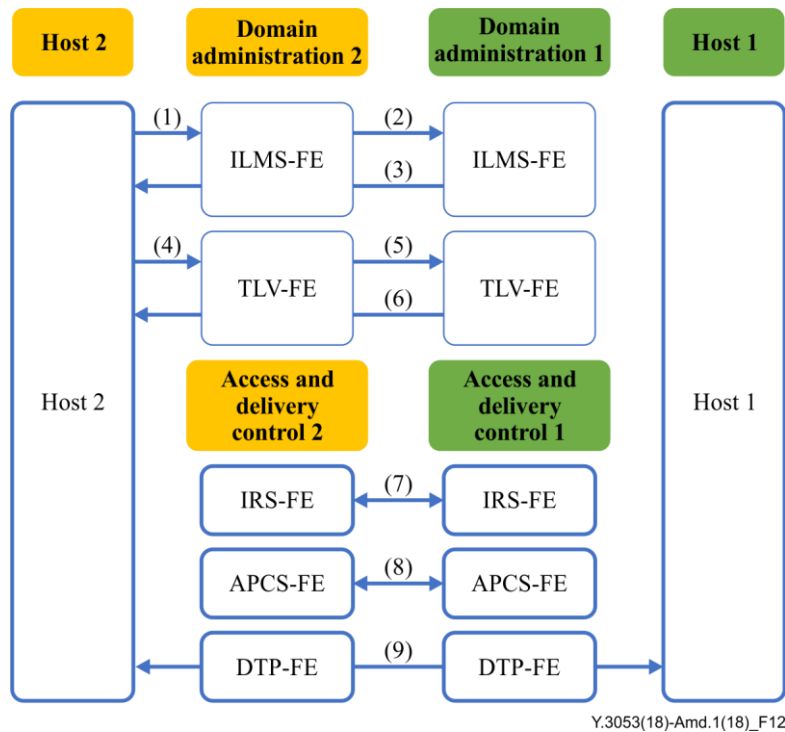 Host 2
Domain
administration 2
Domain
administration 1
Host 1
(1)
(2)
ILMS-FE
ILMS-FE
(3)
(4)
(5)
TLV-FE
TLV-FE
(6)
Host 2
Access and
delivery
control 2
Access and
delivery
control 1
Host 1
(7)
IRS-FE
IRS-FE
(8)
APCS-FE
APCS-FE
(9)
DTP-FE
DTP-FE
Y.3053(18)-Amd.1(18)_F12